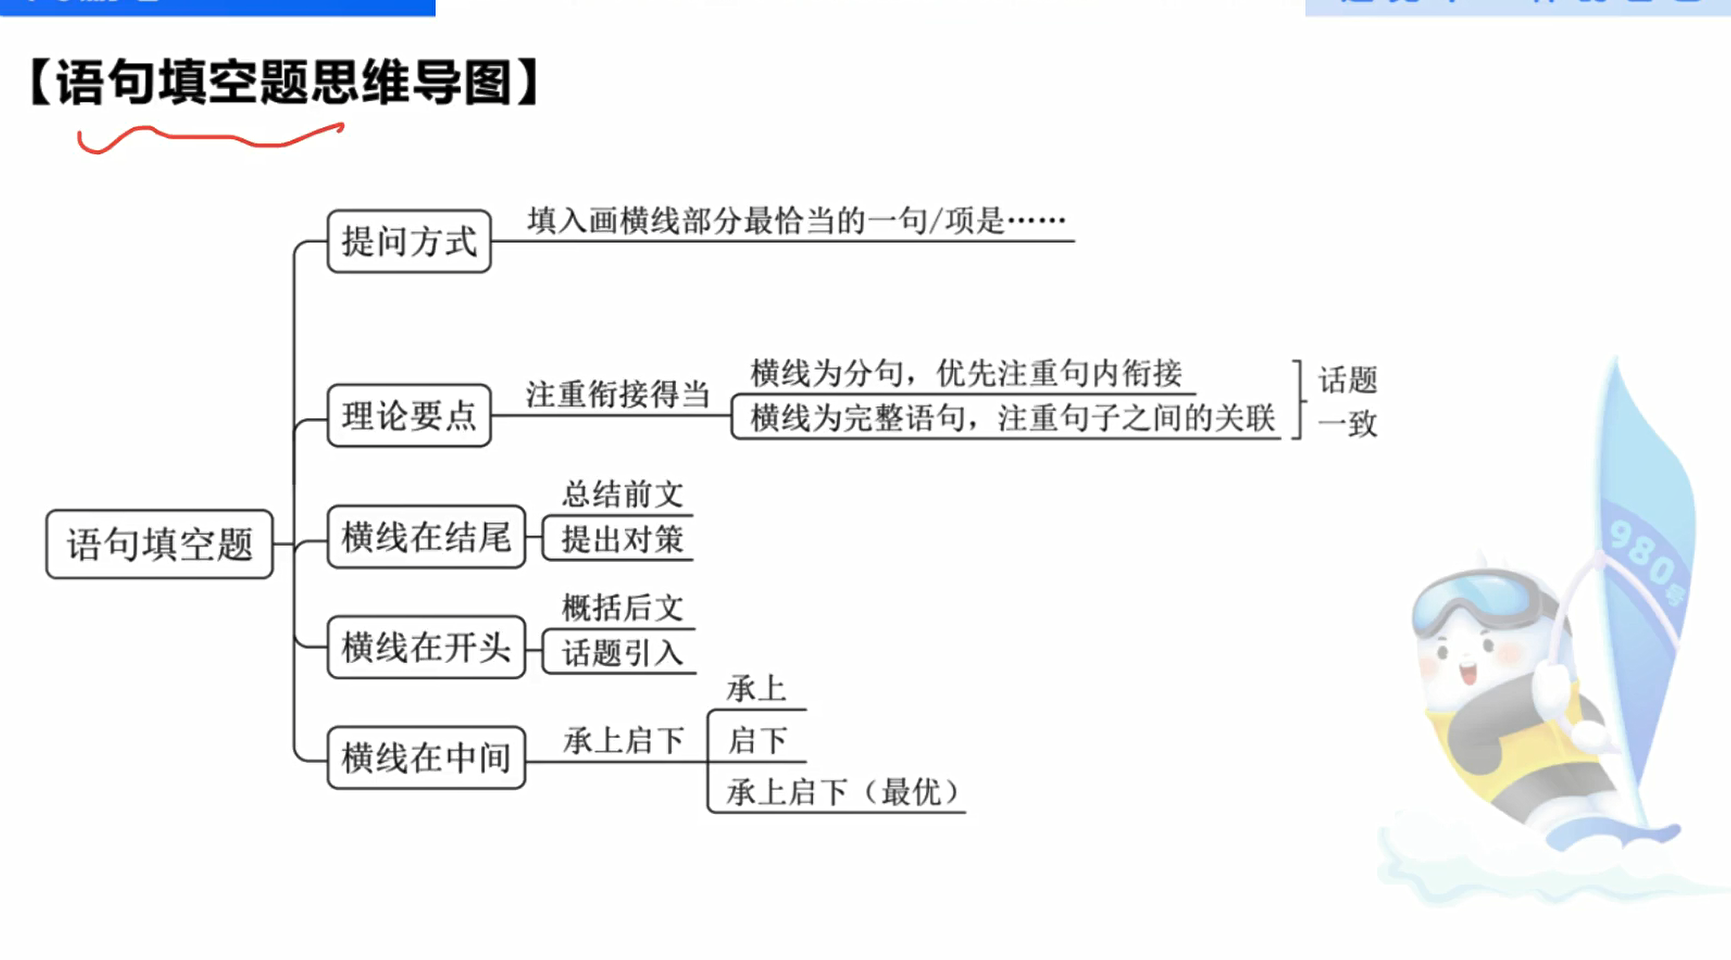 【语句填空题思维导图】
提问方式
填入画横线部分最恰当的一句/项是……
理论要点
注重衔接得当
横线为分句，优先注重句内衔接
横线为完整语句，注重句子之间的关联
话题
一致
语句填空题
横线在结尾
总结前文
提出对策
横线在开头
概括后文
话题引入
横线在中间
承上启下
承上
启下
承上启下（最优）
980号